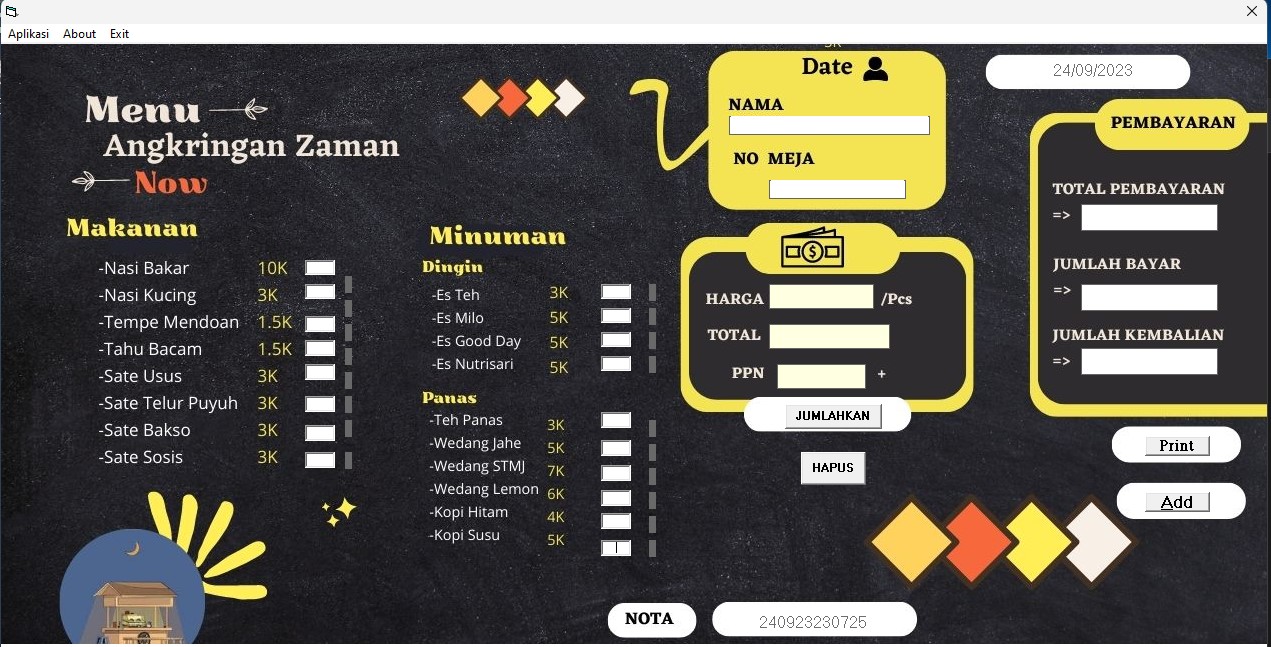 Aplikasi About Exit
Menu
Angkringan Zaman
Now
Makanan
-Nasi Bakar 10K
-Nasi Kucing 3K
-Tempe Mendoan 1.5K
-Tahu Bacam 1.5K
-Sate Usus 3K
-Sate Telur Puyuh 3K
-Sate Bakso 3K
-Sate Sosis 3K
Minuman
Dingin
-Es Teh 3K
-Es Milo 5K
-Es Good Day 5K
-Es Nutrisari 5K
Panas
-Teh Panas 3K
-Wedang Jahe 5K
-Wedang STMJ 7K
-Wedang Lemon 6K
-Kopi Hitam 4K
-Kopi Susu 5K
Date
NAMA
NO MEJA
$
HARGA /Pcs
TOTAL
PPN +
JUMLAHKAN
HAPUS
24/09/2023
PEMBAYARAN
TOTAL PEMBAYARAN
=>
JUMLAH BAYAR
=>
JUMLAH KEMBALIAN
=>
Print
Add
NOTA 240923230725